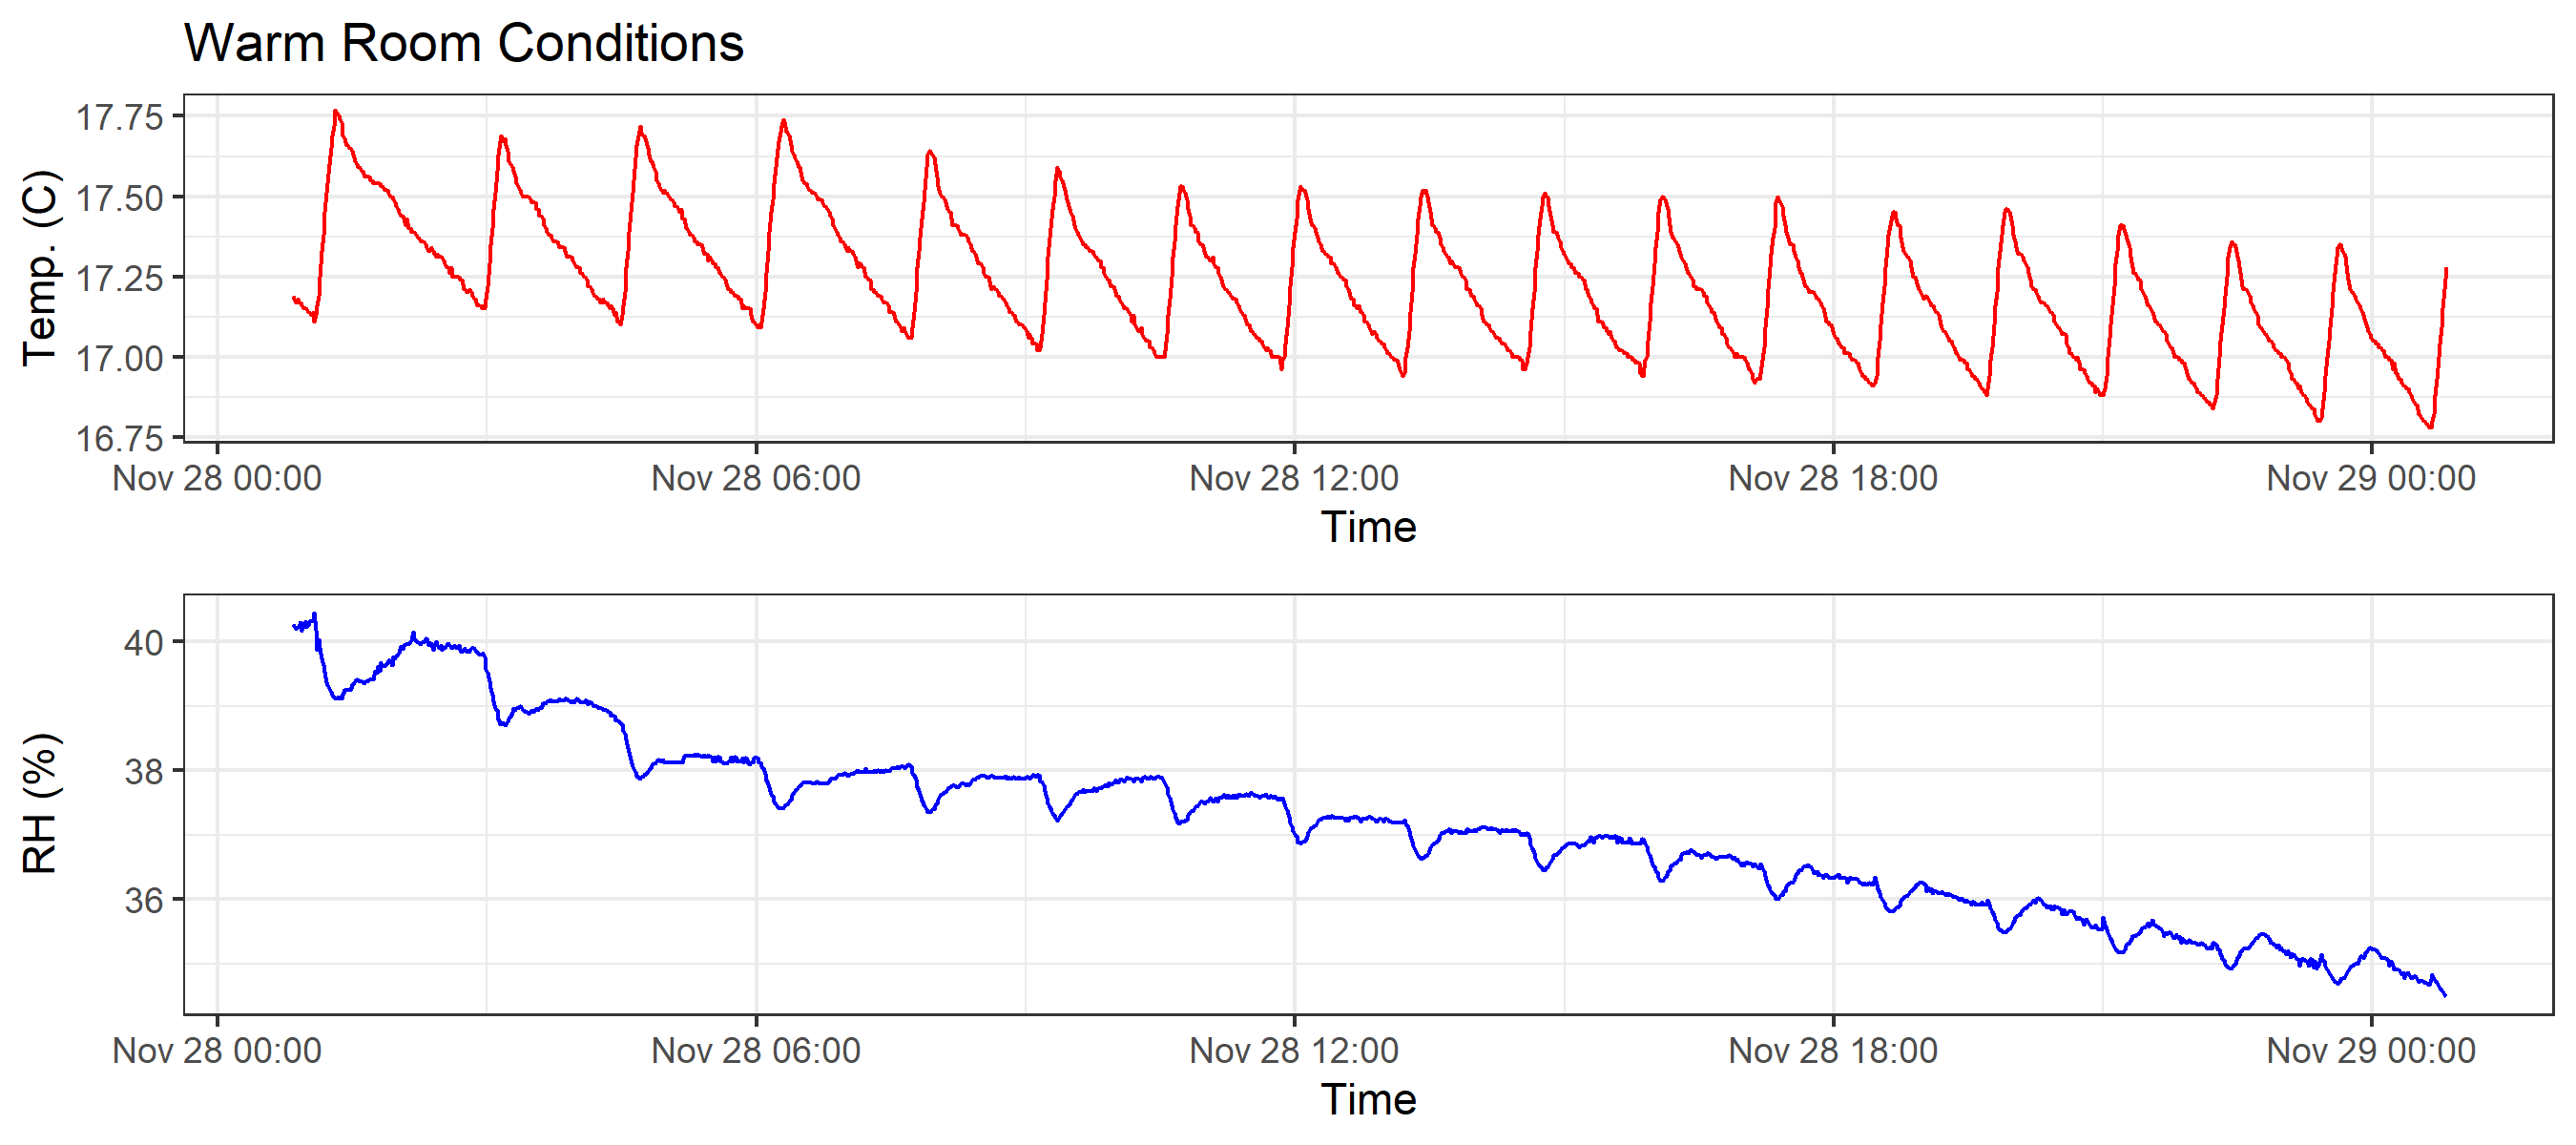 Warm Room Conditions
Temp. (C)
17.75
17.50
17.25
17.00
16.75
Nov 28 00:00 Nov 28 06:00 Nov 28 12:00 Nov 28 18:00 Nov 29 00:00
Time
RH (%)
40
38
36
Nov 28 00:00 Nov 28 06:00 Nov 28 12:00 Nov 28 18:00 Nov 29 00:00
Time